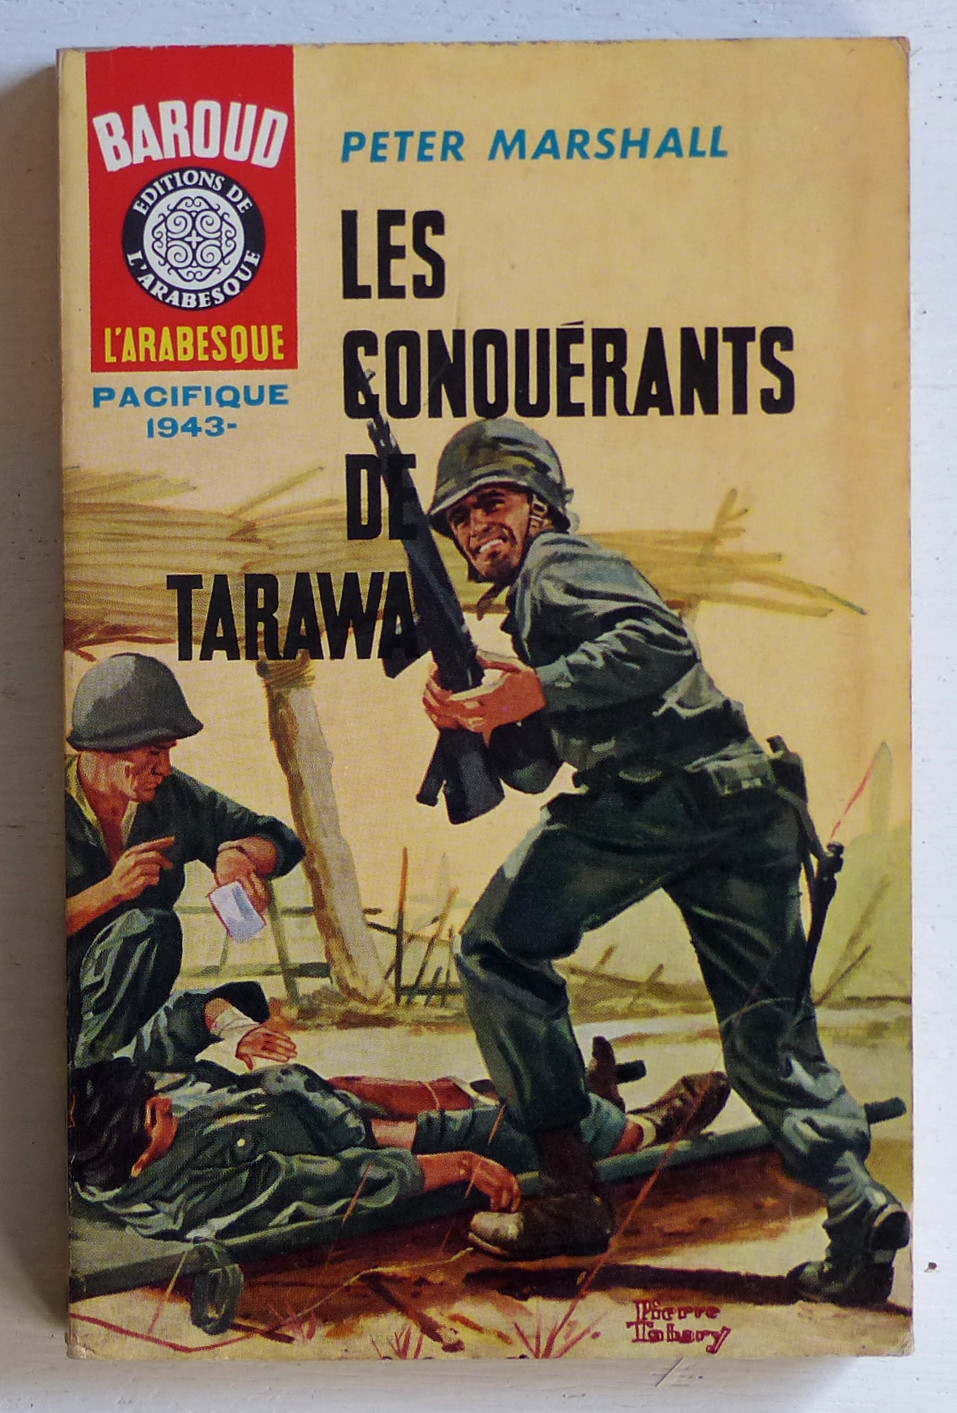 BAROUD
EDITIONS DE
L'ARABESQUE
L'ARABESQUE
PACIFIQUE
1943-
PETER MARSHALL
LES
CONQUÉRANTS
DE
TARAWA
Pierre
Tabary